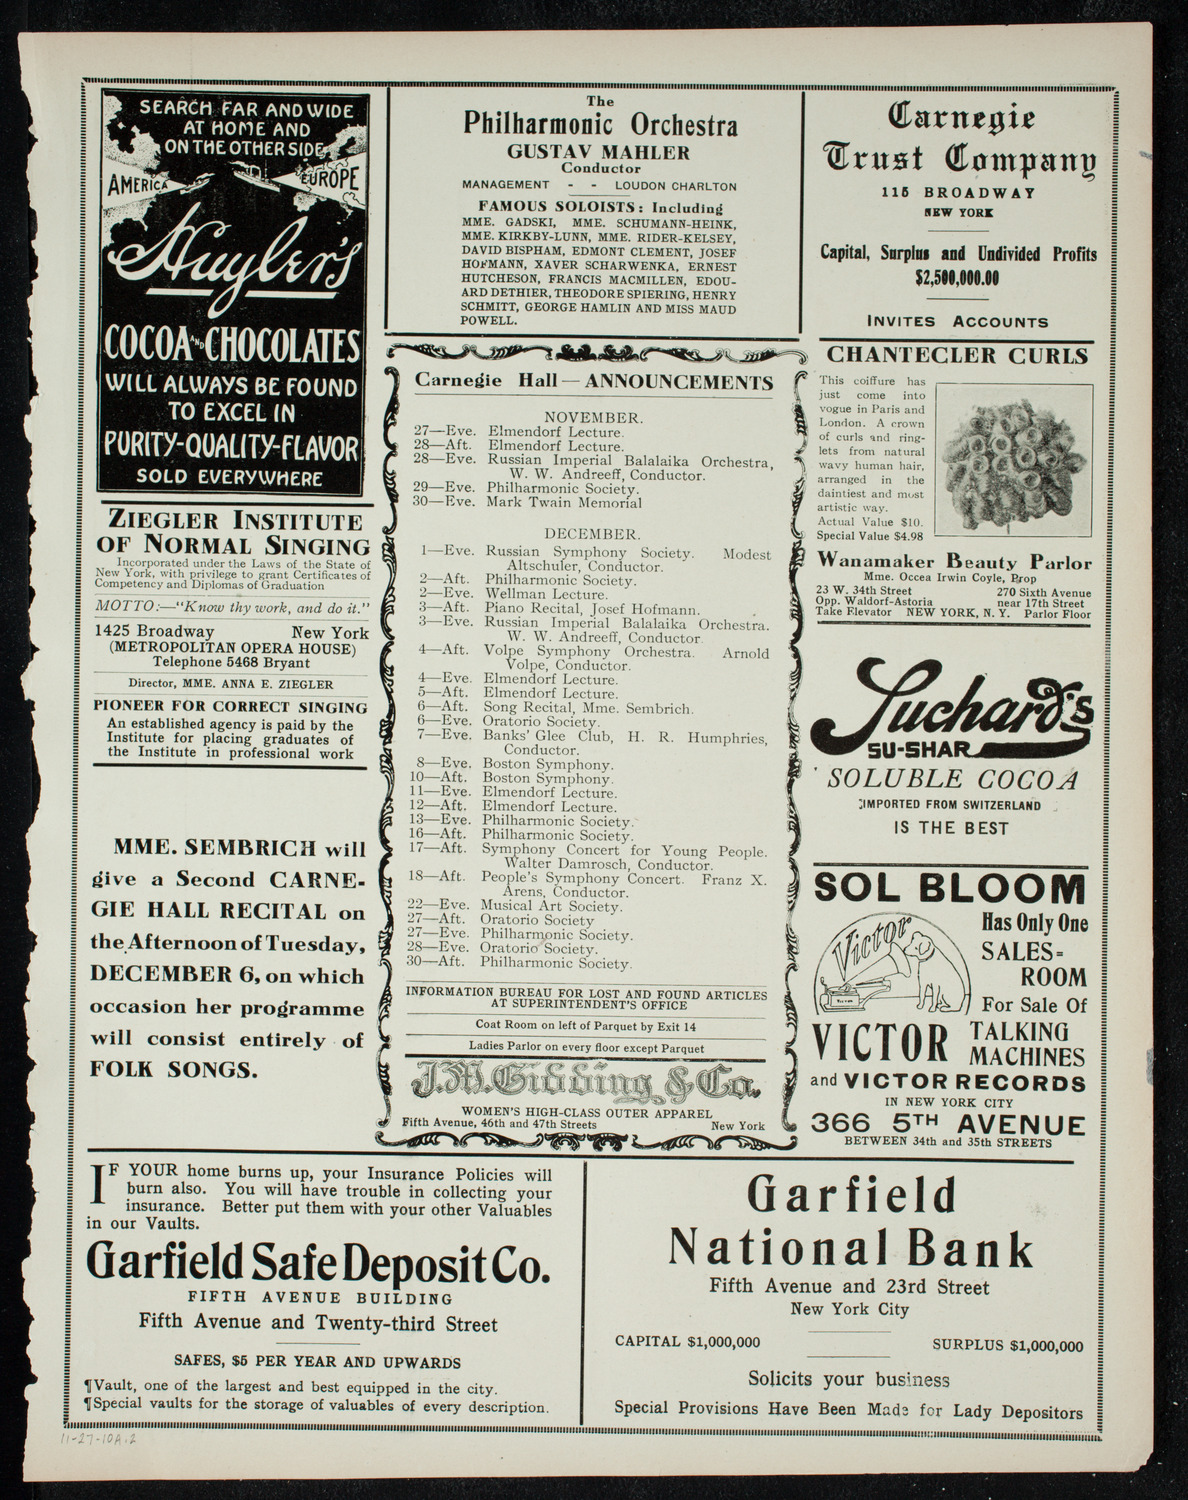 SEARCH FAR AND WIDE
AT HOME AND
ON THE OTHER SIDE
AMERICA
EUROPE
Huyler's
COCOA AND CHOCOLATES
WILL ALWAYS BE FOUND
TO EXCEL IN
PURITY-QUALITY-FLAVOR
SOLD EVERYWHERE
ZIEGLER INSTITUTE
OF NORMAL SINGING
Incorporated under the Laws of the State of
New York, with privilege to grant Certificates of
Competency and Diplomas of Graduation
MOTTO:—"Know thy work, and do it."
1425 Broadway New York
(METROPOLITAN OPERA HOUSE)
Telephone 5468 Bryant
Director, MME. ANNA E. ZIEGLER
PIONEER FOR CORRECT SINGING
An established agency is paid by the
Institute for placing graduates of
the Institute in professional work
MME. SEMBRICH will
give a Second CARNE-
GIE HALL RECITAL on
the Afternoon of Tuesday,
DECEMBER 6, on which
occasion her programme
will consist entirely of
FOLK SONGS.
The
Philharmonic Orchestra
GUSTAV MAHLER
Conductor
MANAGEMENT - - LOUDON CHARLTON
FAMOUS SOLOISTS: Including
MME. GADSKI, MME. SCHUMANN-HEINK,
MME. KIRKBY-LUNN, MME. RIDER-KELSEY,
DAVID BISPHAM, EDMONT CLEMENT, JOSEF
HOFMANN, XAVER SCHARWENKA, ERNEST
HUTCHESON, FRANCIS MACMILLEN, EDOU-
ARD DETHIER, THEODORE SPIERING, HENRY
SCHMITT, GEORGE HAMLIN AND MISS MAUD
POWELL.
Carnegie Hall—ANNOUNCEMENTS
NOVEMBER.
27—Eve. Elmendorf Lecture.
28—Aft. Elmendorf Lecture.
28—Eve. Russian Imperial Balalaika Orchestra,
W. W. Andreeff, Conductor.
29—Eve. Philharmonic Society.
30—Eve. Mark Twain Memorial
DECEMBER.
1—Eve. Russian Symphony Society. Modest
Altschuler, Conductor.
2—Aft. Philharmonic Society.
2—Eve. Wellman Lecture.
3—Aft. Piano Recital, Josef Hofmann.
3—Eve. Russian Imperial Balalaika Orchestra.
W. W. Andreeff, Conductor
4—Aft. Volpe Symphony Orchestra. Arnold
Volpe, Conductor.
4—Eve. Elmendorf Lecture.
5—Aft. Elmendorf Lecture.
6—Aft. Song Recital, Mme. Sembrich.
6—Eve. Oratorio Society.
7—Eve. Banks' Glee Club, H. R. Humphries,
Conductor.
8—Eve. Boston Symphony.
10—Aft. Boston Symphony.
11—Eve. Elmendorf Lecture.
12—Aft. Elmendorf Lecture.
13—Eve. Philharmonic Society.
16—Aft. Philharmonic Society.
17—Aft. Symphony Concert for Young People.
Walter Damrosch, Conductor.
18—Aft. People's Symphony Concert. Franz X.
Arens, Conductor.
22—Eve. Musical Art Society.
27—Aft. Oratorio Society
27—Eve. Philharmonic Society.
28—Eve. Oratorio Society.
30—Aft. Philharmonic Society.
INFORMATION BUREAU FOR LOST AND FOUND ARTICLES
AT SUPERINTENDENT'S OFFICE
Coat Room on left of Parquet by Exit 14
Ladies Parlor on every floor except Parquet
J.M. Gidding & Co.
WOMEN'S HIGH-CLASS OUTER APPAREL
Fifth Avenue, 46th and 47th Streets New York
Carnegie
Trust Company
115 BROADWAY
NEW YORK
Capital, Surplus and Undivided Profits
$2,500,000.00
INVITES ACCOUNTS
CHANTECLER CURLS
This coiffure has
just come into
vogue in Paris and
London. A crown
of curls and ring-
lets from natural
wavy human hair,
arranged in the
daintiest and most
artistic way.
Actual Value $10.
Special Value $4.98
Wanamaker Beauty Parlor
Mme. Occea Irwin Coyle, Prop
23 W. 34th Street 270 Sixth Avenue
Opp. Waldorf-Astoria near 17th Street
Take Elevator NEW YORK, N. Y. Parlor Floor
Suchard's
SU-SHAR
SOLUBLE COCOA
IMPORTED FROM SWITZERLAND
IS THE BEST
SOL BLOOM
Victor
Has Only One
SALES-
ROOM
For Sale Of
VICTOR TALKING
MACHINES
and VICTOR RECORDS
IN NEW YORK CITY
366 5TH AVENUE
BETWEEN 34th and 35th STREETS
IF YOUR home burns up, your Insurance Policies will
burn also. You will have trouble in collecting your
insurance. Better put them with your other Valuables
in our Vaults.
Garfield Safe Deposit Co.
FIFTH AVENUE BUILDING
Fifth Avenue and Twenty-third Street
SAFES, $5 PER YEAR AND UPWARDS
¶Vault, one of the largest and best equipped in the city.
¶Special vaults for the storage of valuables of every description.
Garfield
National Bank
Fifth Avenue and 23rd Street
New York City
CAPITAL $1,000,000 SURPLUS $1,000,000
Solicits your business
Special Provisions Have Been Made for Lady Depositors
11-27-10A.2